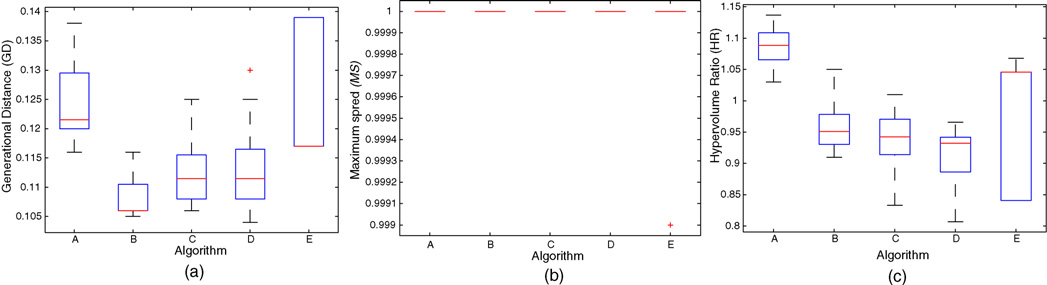 0.14
0.135
0.13
0.125
0.12
0.115
0.11
0.105
Generational Distance (GD)
A B C D E
Algorithm
(a)
1
0.9999
0.9998
0.9997
0.9996
0.9995
0.9994
0.9993
0.9992
0.9991
0.999
Maximum spred (MS)
A B C D E
Algorithm
(b)
1.15
1.1
1.05
1
0.95
0.9
0.85
0.8
Hypervolume Ratio (HR)
A B C D E
Algorithm
(c)